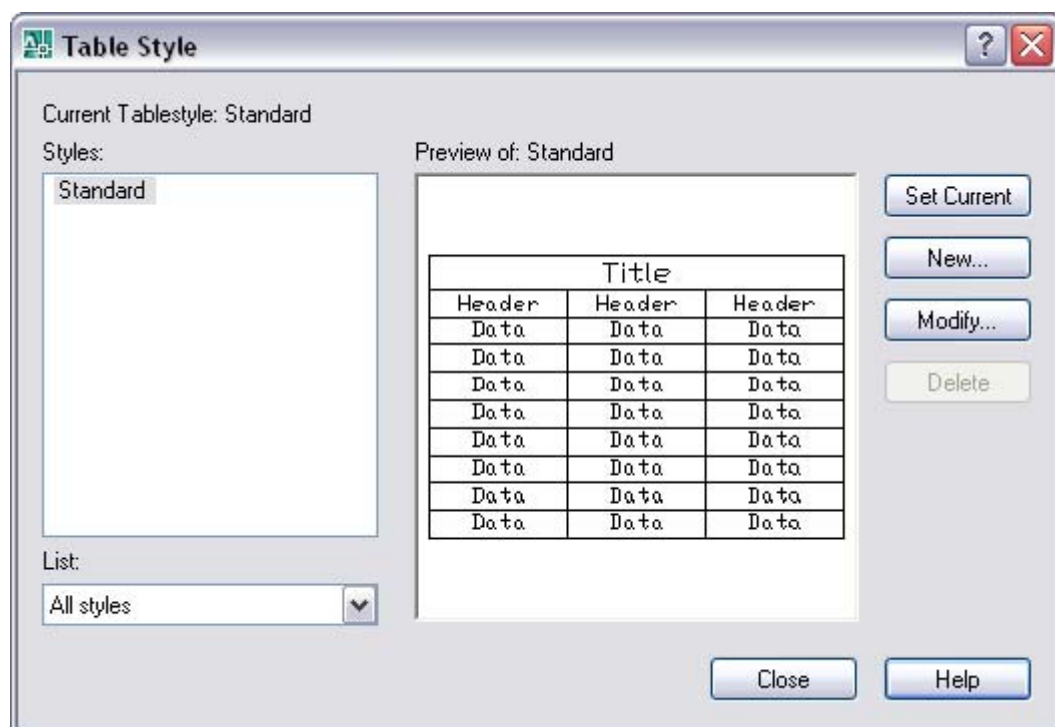 Table Style
Current Tablestyle: Standard
Styles:
Standard
List:
All styles
Preview of: Standard
Title
Header Header Header
Data Data Data
Data Data Data
Data Data Data
Data Data Data
Data Data Data
Data Data Data
Data Data Data
Data Data Data
Set Current
New...
Modify...
Delete
Close Help